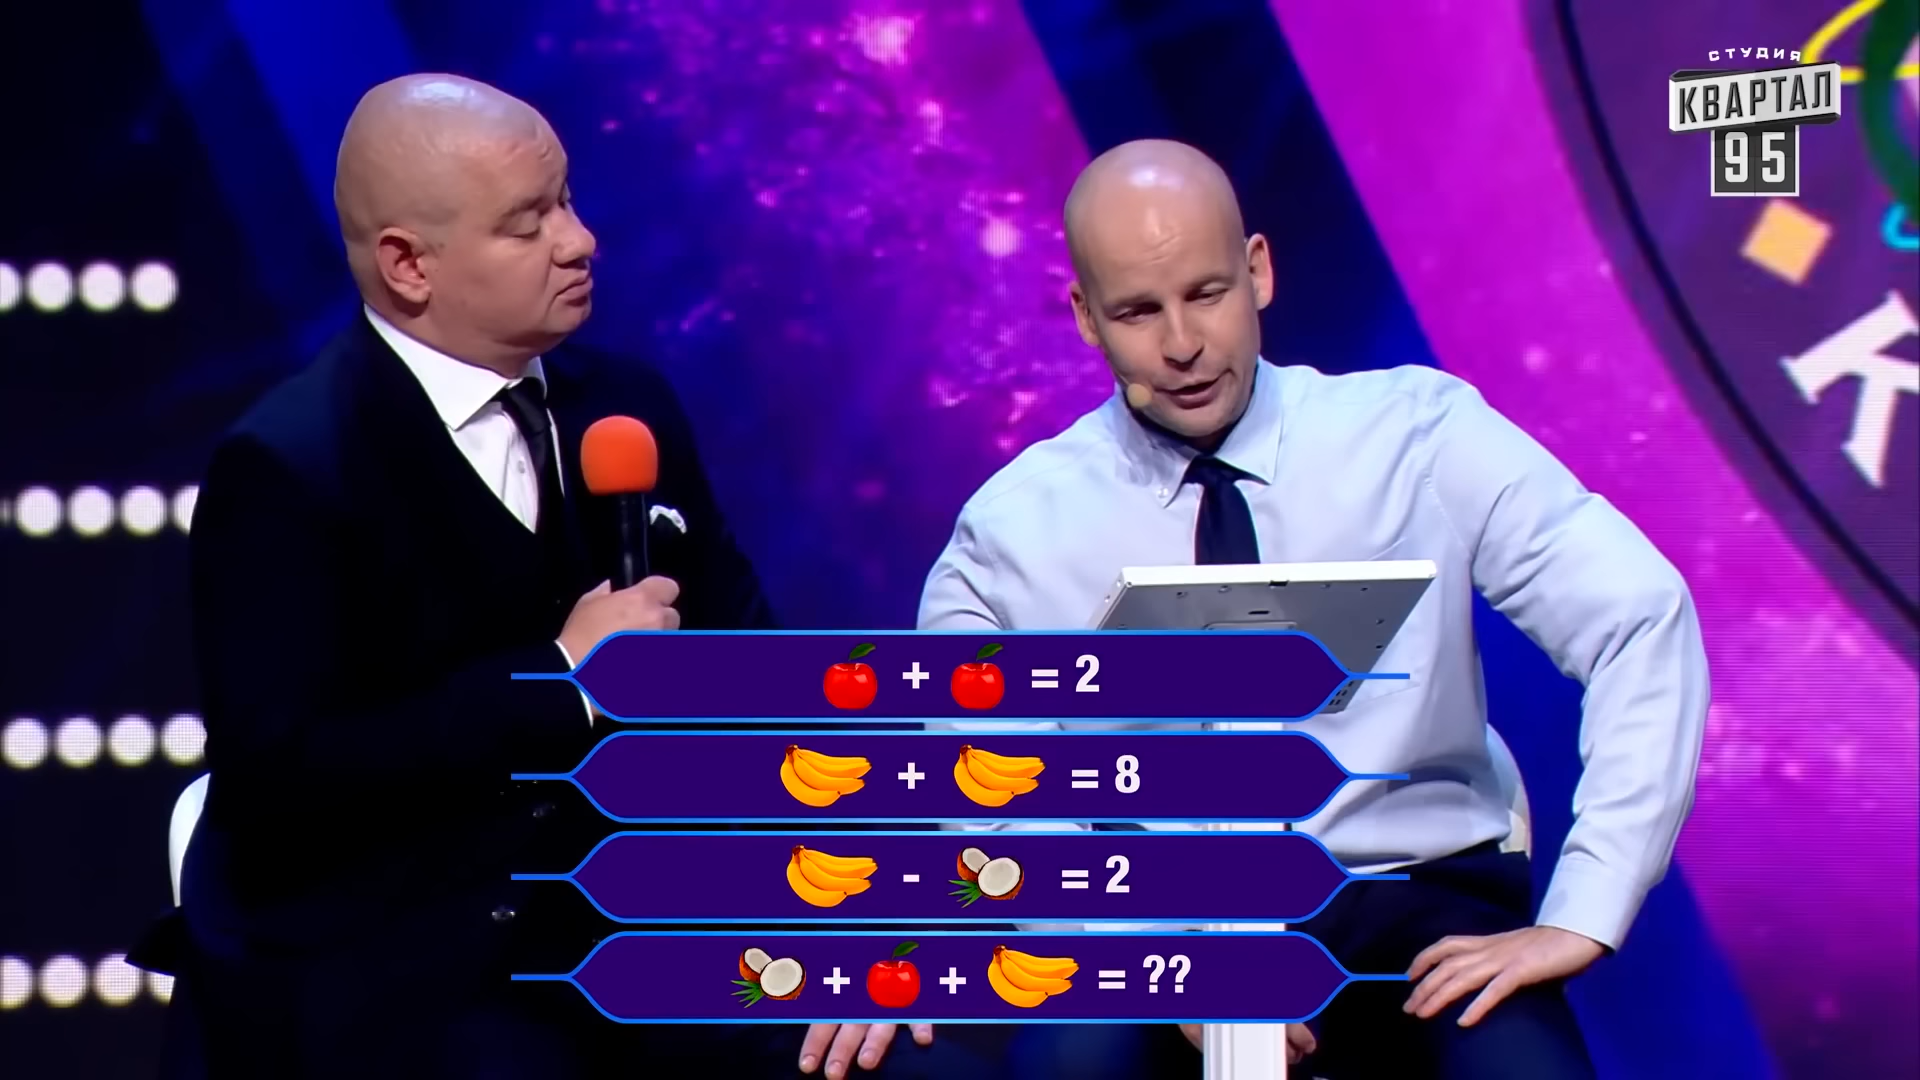 СТУДИЯ
КВАРТАЛ
95
К
+ = 2
+ = 8
- = 2
+ + = ??